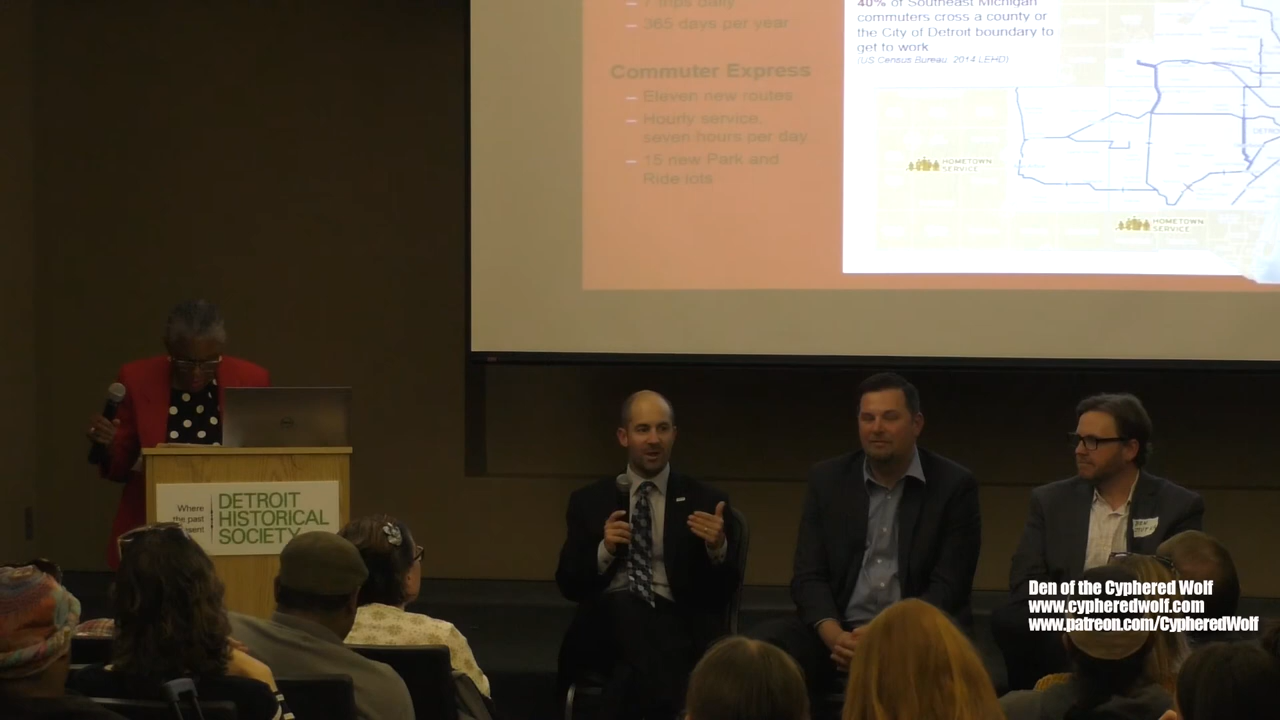 7 trips daily
365 days per year
Commuter Express
Eleven new routes
Hourly service,
seven hours per day
15 new Park and
Ride lots
40% of Southeast Michigan
commuters cross a county or
the City of Detroit boundary to
get to work
(US Census Bureau, 2014 LEHD)
HOMETOWN
SERVICE
HOMETOWN
SERVICE
Where
the past
DETROIT
HISTORICAL
SOCIETY
Den of the Cyphered Wolf
www.cypheredwolf.com
www.patreon.com/CypheredWolf